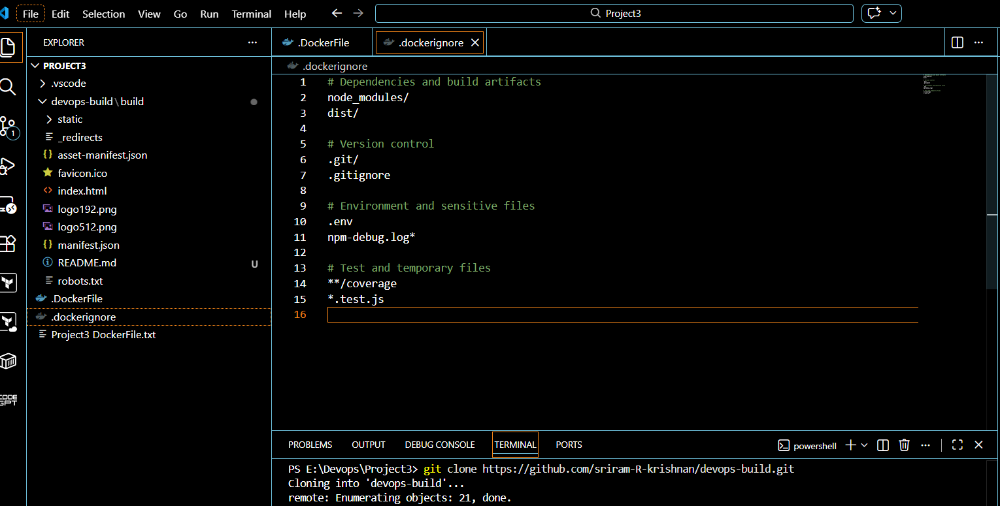 File Edit Selection View Go Run Terminal Help Project3
EXPLORER
PROJECT3
.vscode
devops-build\build
static
_redirects
asset-manifest.json
favicon.ico
index.html
logo192.png
logo512.png
manifest.json
README.md U
robots.txt
.DockerFile
.dockerignore
Project3 DockerFile.txt
1
CODE
GPT
.DockerFile .dockerignore
.dockerignore
1 # Dependencies and build artifacts
2 node_modules/
3 dist/
4
5 # Version control
6 .git/
7 .gitignore
8
9 # Environment and sensitive files
10 .env
11 npm-debug.log*
12
13 # Test and temporary files
14 **/coverage
15 *.test.js
16
PROBLEMS OUTPUT DEBUG CONSOLE TERMINAL PORTS powershell
PS E:\Devops\Project3> git clone https://github.com/sriram-R-krishnan/devops-build.git
Cloning into 'devops-build'...
remote: Enumerating objects: 21, done.